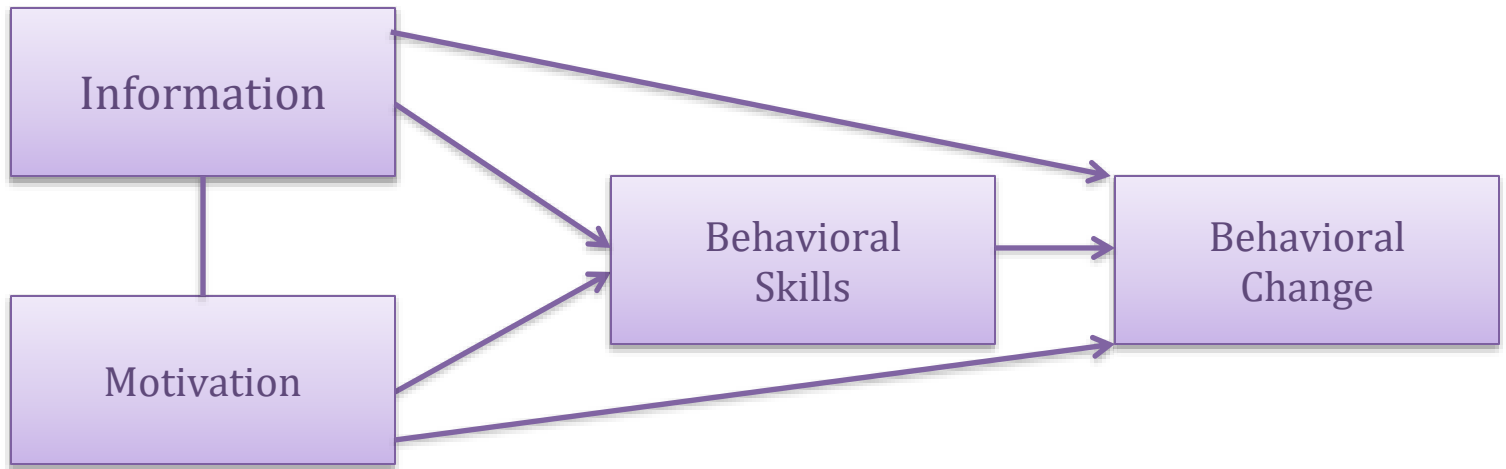 Information
Behavioral
Skills
Behavioral
Change
Motivation